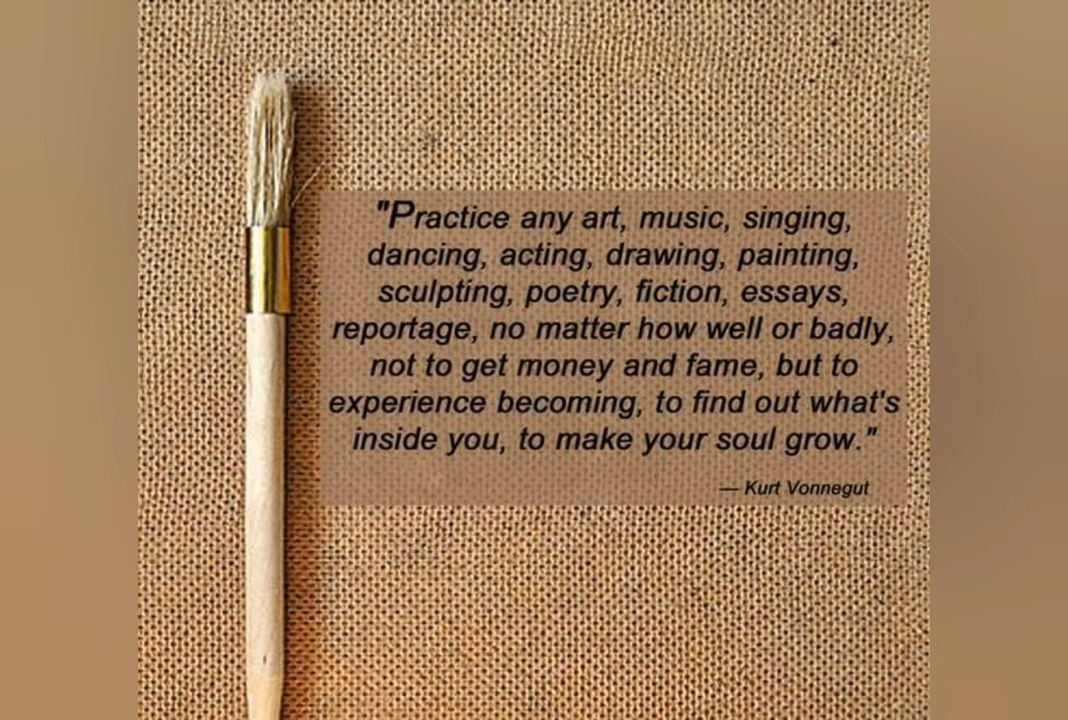 "Practice any art, music, singing,
dancing, acting, drawing, painting,
sculpting, poetry, fiction, essays,
reportage, no matter how well or badly,
not to get money and fame, but to
experience becoming, to find out what's
inside you, to make your soul grow."
— Kurt Vonnegut